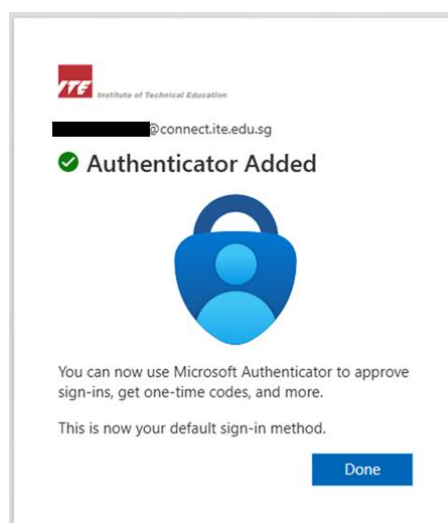 ITE
Institute of Technical Education
@connect.ite.edu.sg
Authenticator Added
You can now use Microsoft Authenticator to approve
sign-ins, get one-time codes, and more.
This is now your default sign-in method.
Done